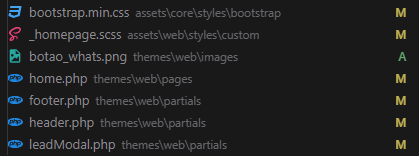 bootstrap.min.css assets\core\styles\bootstrap M
_homepage.scss assets\web\styles\custom M
botao_whats.png themes\web\images A
home.php themes\web\pages M
footer.php themes\web\partials M
header.php themes\web\partials M
leadModal.php themes\web\partials M